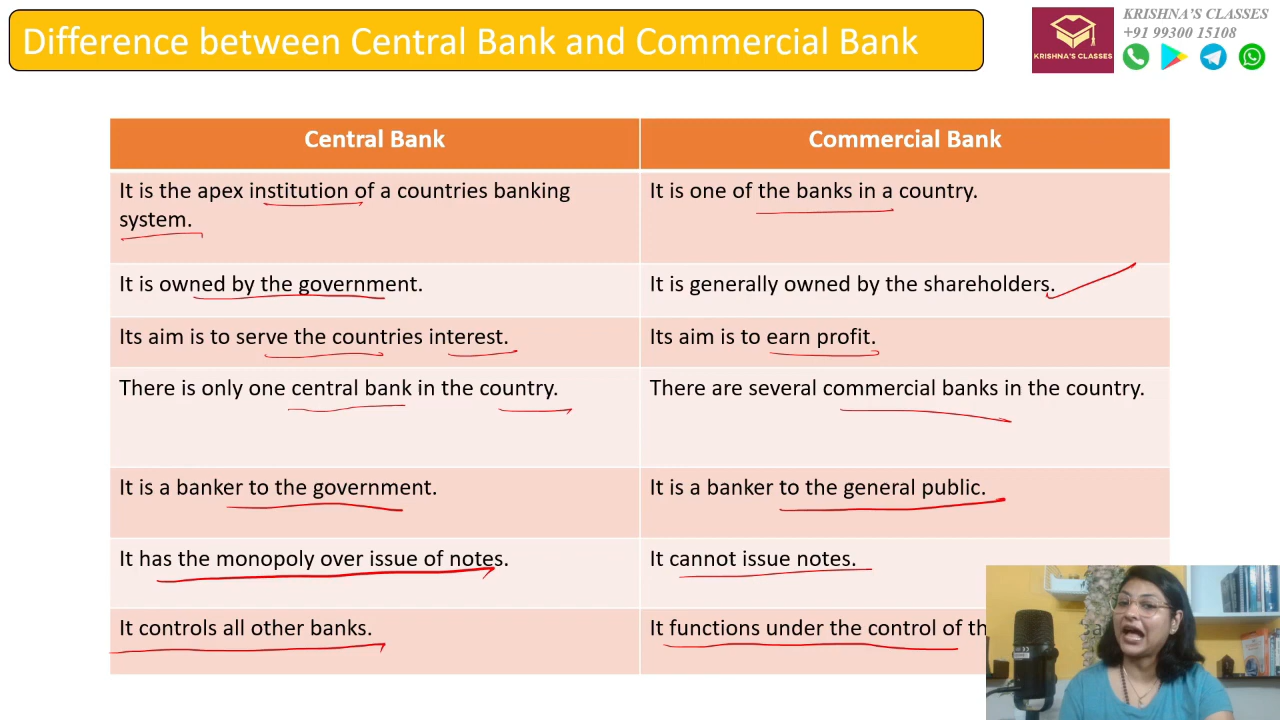 Difference between Central Bank and Commercial Bank
KRISHNA'S CLASSES
+91 99300 15108
KRISHNA'S CLASSES
Central Bank
Commercial Bank
It is the apex institution of a countries banking
system.
It is one of the banks in a country.
It is owned by the government.
It is generally owned by the shareholders.
Its aim is to serve the countries interest.
Its aim is to earn profit.
There is only one central bank in the country.
There are several commercial banks in the country.
It is a banker to the government.
It is a banker to the general public.
It has the monopoly over issue of notes.
It cannot issue notes.
It controls all other banks.
It functions under the control of